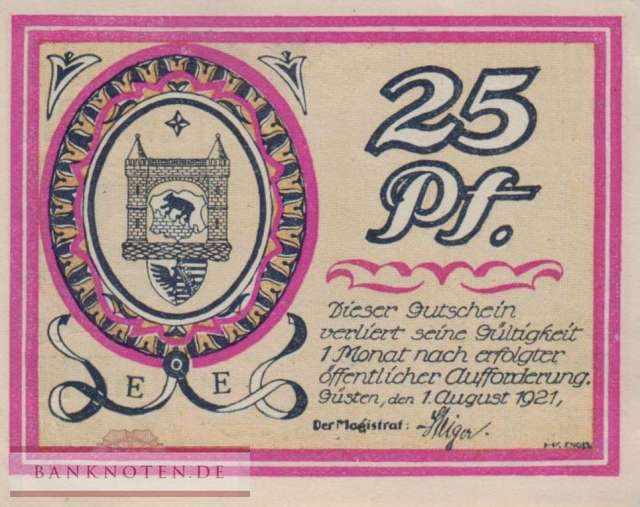 25
Pf.
Dieser Gutschein
verliert seine Gültigkeit
1 Monat nach erfolgter
öffentlicher Aufforderung.
Güsten, den 1. August 1921,
Der Magistrat:
E E
BANKNOTEN.DE